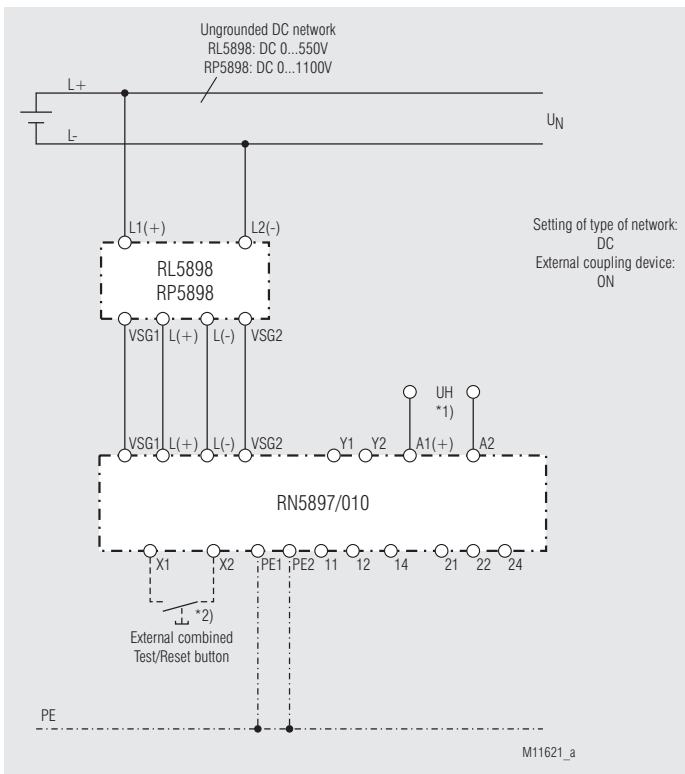 Ungrounded DC network
RL5898: DC 0...550V
RP5898: DC 0...1100V
L+
UN
L-
L1(+)
L2(-)
Setting of type of network:
DC
External coupling device:
ON
RL5898
RP5898
VSG1 L(+) L(-) VSG2
UH
*1)
VSG1 L(+) L(-) VSG2 Y1 Y2 A1(+) A2
RN5897/010
X1 X2 PE1 PE2 11 12 14 21 22 24
*2)
External combined
Test/Reset button
PE
M11621_a